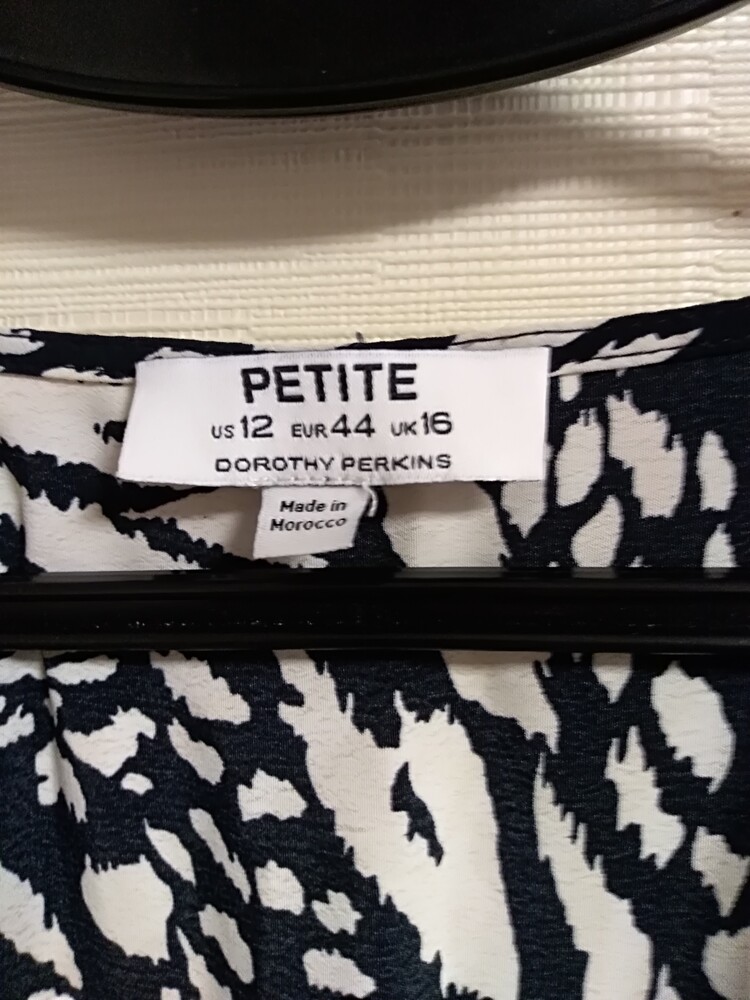 PETITE
US 12 EUR 44 UK 16
DOROTHY PERKINS
Made in
Morocco